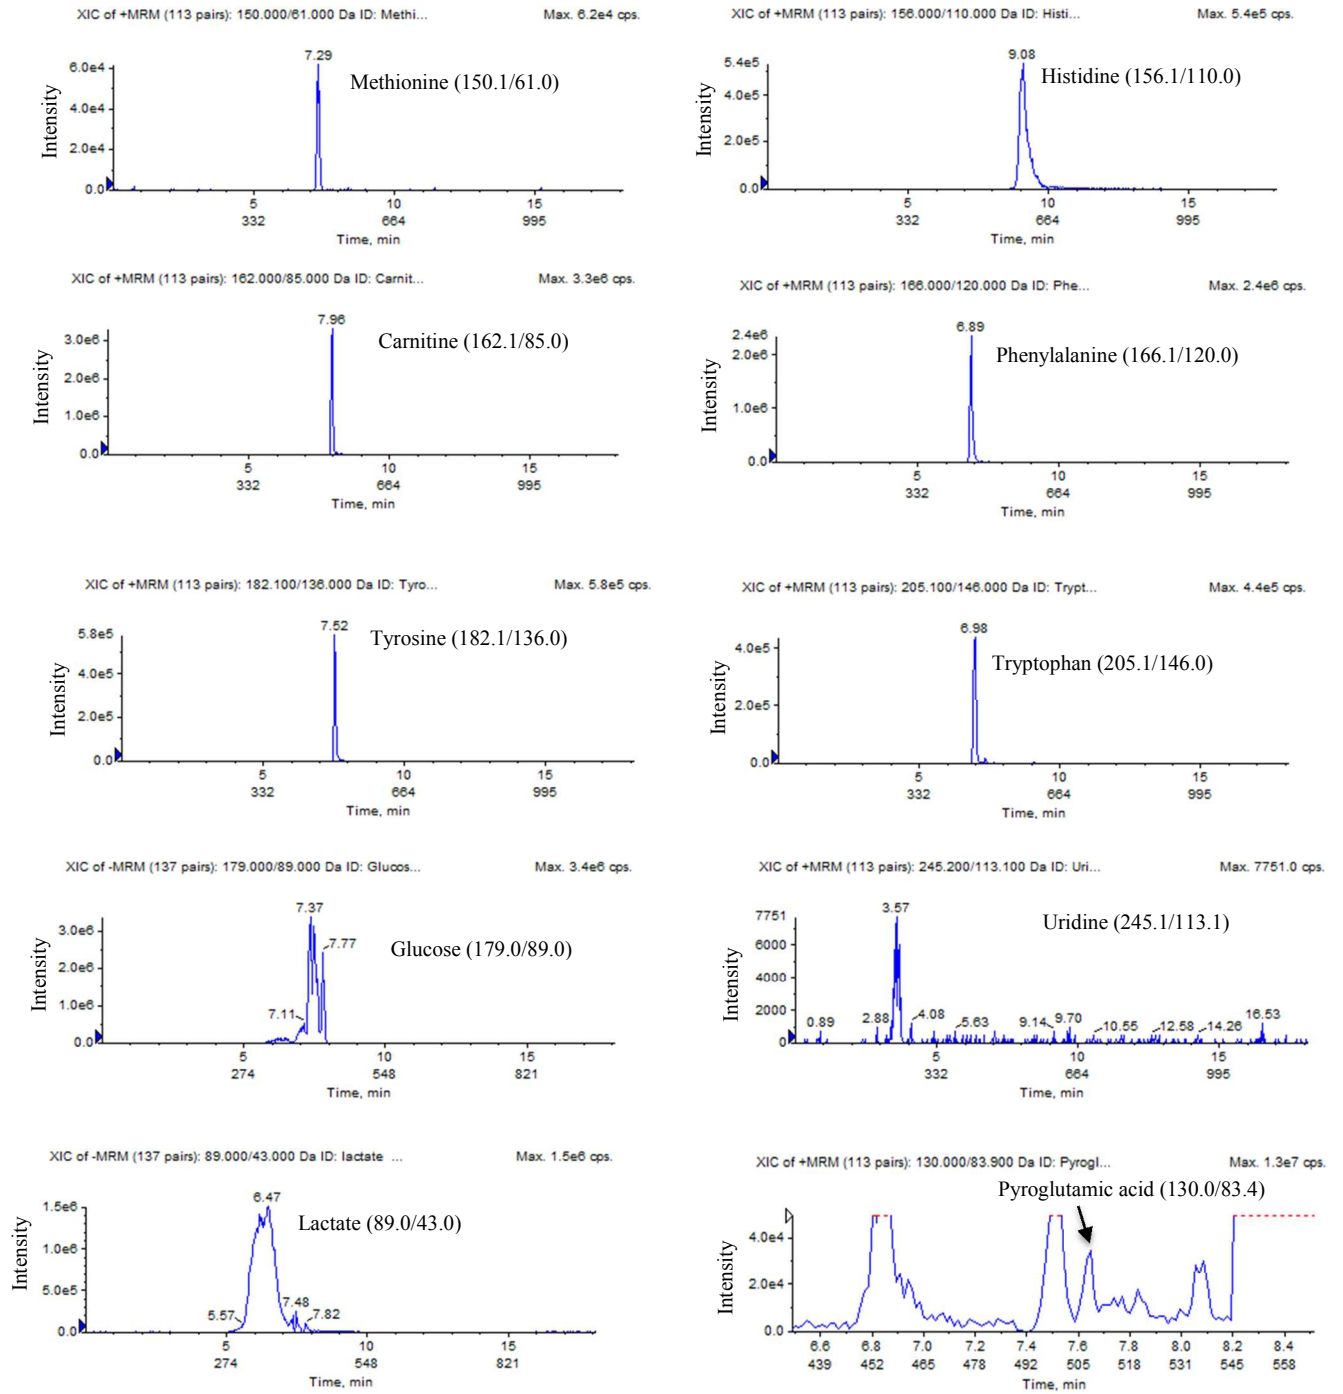 XIC of +MRM (113 pairs): 150.000/61.000 Da ID: Methi... Max. 6.2e4 cps.
7.29
Methionine (150.1/61.0)
Intensity
6.0e4
4.0e4
2.0e4
0.0
5 10 15
332 664 995
Time, min
XIC of +MRM (113 pairs): 156.000/110.000 Da ID: Histi... Max. 5.4e5 cps.
9.08
Histidine (156.1/110.0)
Intensity
5.4e5
4.0e5
2.0e5
0.0
5 10 15
332 664 995
Time, min
XIC of +MRM (113 pairs): 162.000/85.000 Da ID: Carnit... Max. 3.3e6 cps.
7.96
Carnitine (162.1/85.0)
Intensity
3.0e6
2.0e6
1.0e6
0.0
5 10 15
332 664 995
Time, min
XIC of +MRM (113 pairs): 166.000/120.000 Da ID: Phe... Max. 2.4e6 cps.
6.89
Phenylalanine (166.1/120.0)
Intensity
2.4e6
2.0e6
1.0e6
0.0
5 10 15
332 664 995
Time, min
XIC of +MRM (113 pairs): 182.100/136.000 Da ID: Tyro... Max. 5.8e5 cps.
7.52
Tyrosine (182.1/136.0)
Intensity
5.8e5
4.0e5
2.0e5
0.0
5 10 15
332 664 995
Time, min
XIC of +MRM (113 pairs): 205.100/146.000 Da ID: Trypt... Max. 4.4e5 cps.
6.98
Tryptophan (205.1/146.0)
Intensity
4.0e5
2.0e5
0.0
5 10 15
332 664 995
Time, min
XIC of -MRM (137 pairs): 179.000/89.000 Da ID: Glucos... Max. 3.4e6 cps.
7.37
7.77
7.11
Glucose (179.0/89.0)
Intensity
3.0e6
2.0e6
1.0e6
0.0
5 10 15
274 548 821
Time, min
XIC of +MRM (113 pairs): 245.200/113.100 Da ID: Uri... Max. 7751.0 cps.
3.57
Uridine (245.1/113.1)
Intensity
7751
6000
4000
2000
0
0.89 2.88 4.08 5.63 9.14 9.70 10.55 12.58 14.26 16.53
5 10 15
332 664 995
Time, min
XIC of -MRM (137 pairs): 89.000/43.000 Da ID: lactate ... Max. 1.5e6 cps.
6.47
Lactate (89.0/43.0)
Intensity
1.5e6
1.0e6
5.0e5
0.0
5.57 7.48 7.82
5 10 15
274 548 821
Time, min
XIC of +MRM (113 pairs): 130.000/83.900 Da ID: Pyrogl... Max. 1.3e7 cps.
Pyroglutamic acid (130.0/83.4)
Intensity
4.0e4
2.0e4
0.0
6.6 6.8 7.0 7.2 7.4 7.6 7.8 8.0 8.2 8.4
439 452 465 478 492 505 518 531 545 558
Time, min